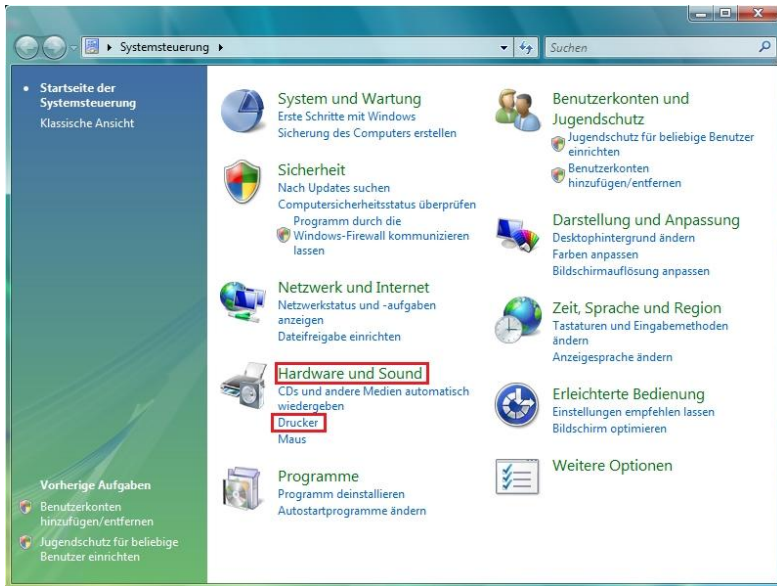 Systemsteuerung
Suchen
Startseite der
Systemsteuerung
Klassische Ansicht
System und Wartung
Erste Schritte mit Windows
Sicherung des Computers erstellen
Sicherheit
Nach Updates suchen
Computersicherheitsstatus überprüfen
Programm durch die
Windows-Firewall kommunizieren
lassen
Netzwerk und Internet
Netzwerkstatus und -aufgaben
anzeigen
Dateifreigabe einrichten
Hardware und Sound
CDs und andere Medien automatisch
wiedergeben
Drucker
Maus
Programme
Programm deinstallieren
Autostartprogramme ändern
Benutzerkonten und
Jugendschutz
Jugendschutz für beliebige Benutzer
einrichten
Benutzerkonten
hinzufügen/entfernen
Darstellung und Anpassung
Desktophintergrund ändern
Farben anpassen
Bildschirmauflösung anpassen
Zeit, Sprache und Region
Tastaturen und Eingabemethoden
ändern
Anzeigesprache ändern
Erleichterte Bedienung
Einstellungen empfehlen lassen
Bildschirm optimieren
Weitere Optionen
Vorherige Aufgaben
Benutzerkonten
hinzufügen/entfernen
Jugendschutz für beliebige
Benutzer einrichten